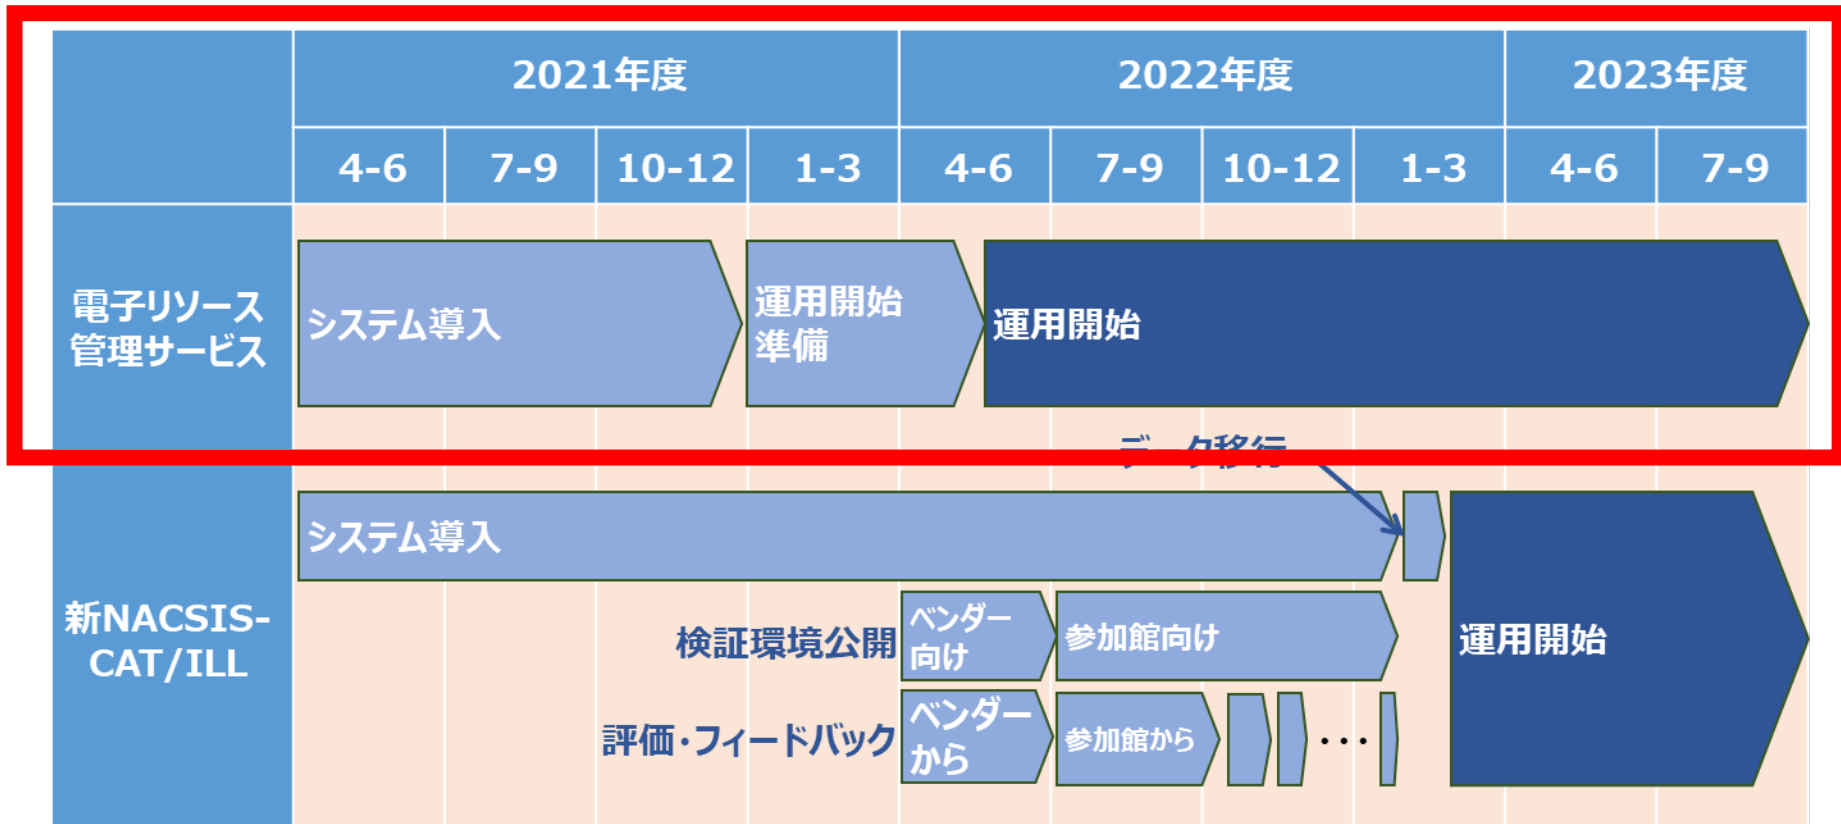 2021年度 2022年度 2023年度
4-6 7-9 10-12 1-3 4-6 7-9 10-12 1-3 4-6 7-9
電子リソース
管理サービス
システム導入
運用開始
準備
運用開始
データ移行
新NACSIS-
CAT/ILL
システム導入
検証環境公開
ベンダー
向け
参加館向け
運用開始
評価・フィードバック
ベンダー
から
参加館から
・・・